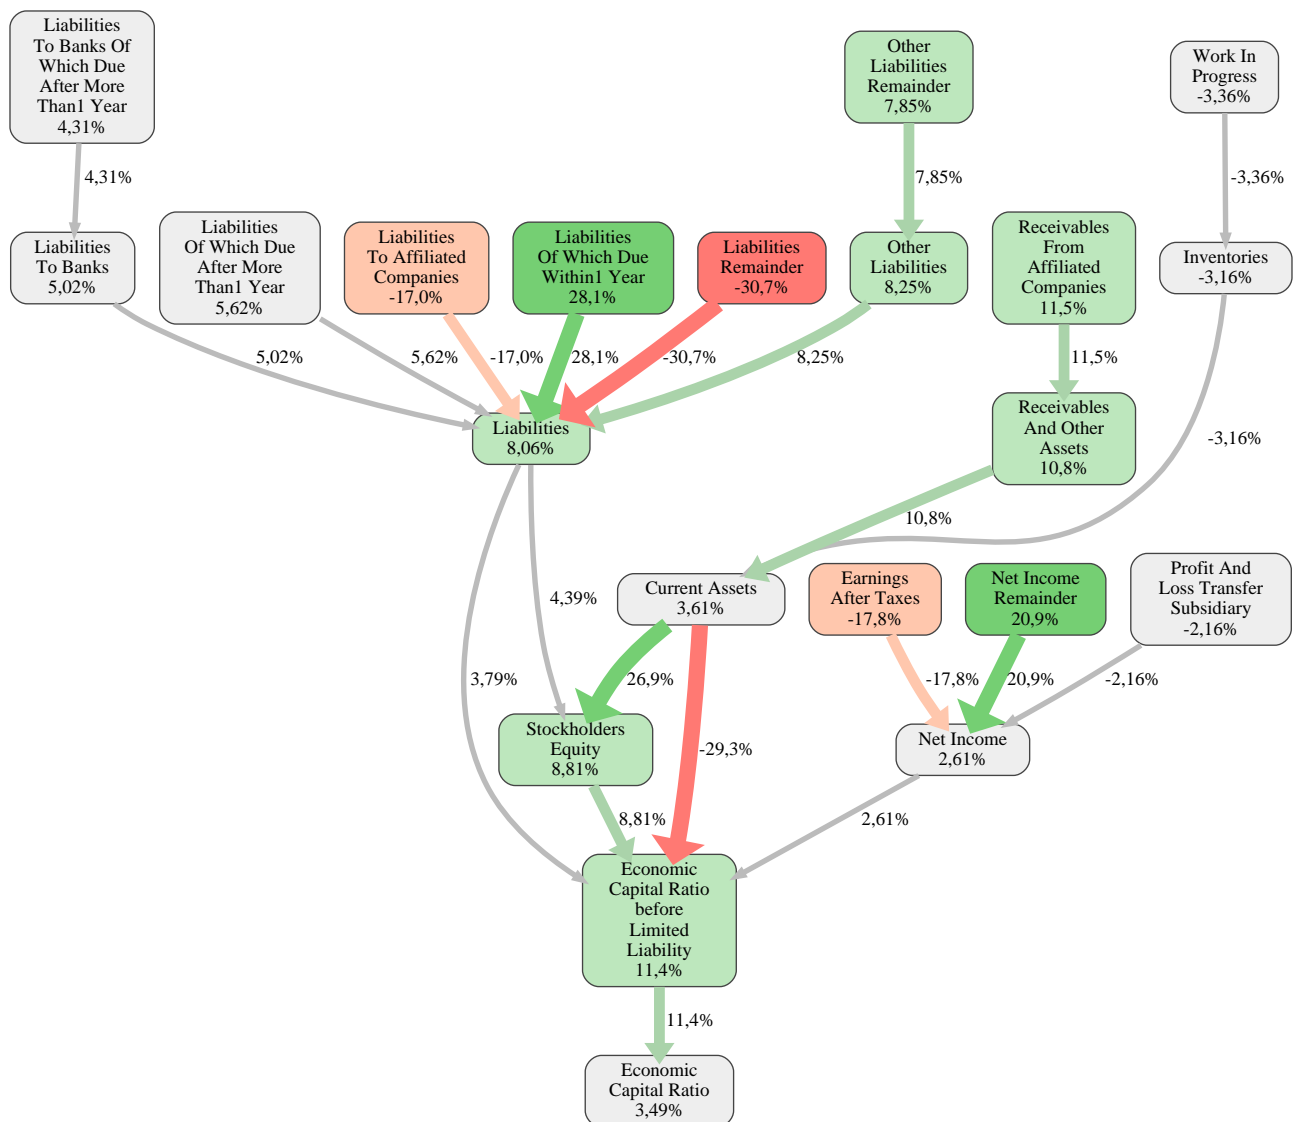 Liabilities
To Banks Of
Which Due
After More
Than1 Year
4,31%
Other
Liabilities
Remainder
7,85%
Work In
Progress
-3,36%
4,31%
7,85%
-3,36%
Liabilities
To Banks
5,02%
Liabilities
Of Which Due
After More
Than1 Year
5,62%
Liabilities
To Affiliated
Companies
-17,0%
Liabilities
Of Which Due
Within1 Year
28,1%
Liabilities
Remainder
-30,7%
Other
Liabilities
8,25%
Receivables
From
Affiliated
Companies
11,5%
Inventories
-3,16%
5,02%
5,62%
-17,0%
28,1%
-30,7%
8,25%
11,5%
Liabilities
8,06%
Receivables
And Other
Assets
10,8%
-3,16%
10,8%
Current Assets
3,61%
Earnings
After Taxes
-17,8%
Net Income
Remainder
20,9%
Profit And
Loss Transfer
Subsidiary
-2,16%
4,39%
3,79%
26,9%
-17,8%
20,9%
-2,16%
Stockholders
Equity
8,81%
-29,3%
Net Income
2,61%
8,81%
2,61%
Economic
Capital Ratio
before
Limited
Liability
11,4%
11,4%
Economic
Capital Ratio
3,49%